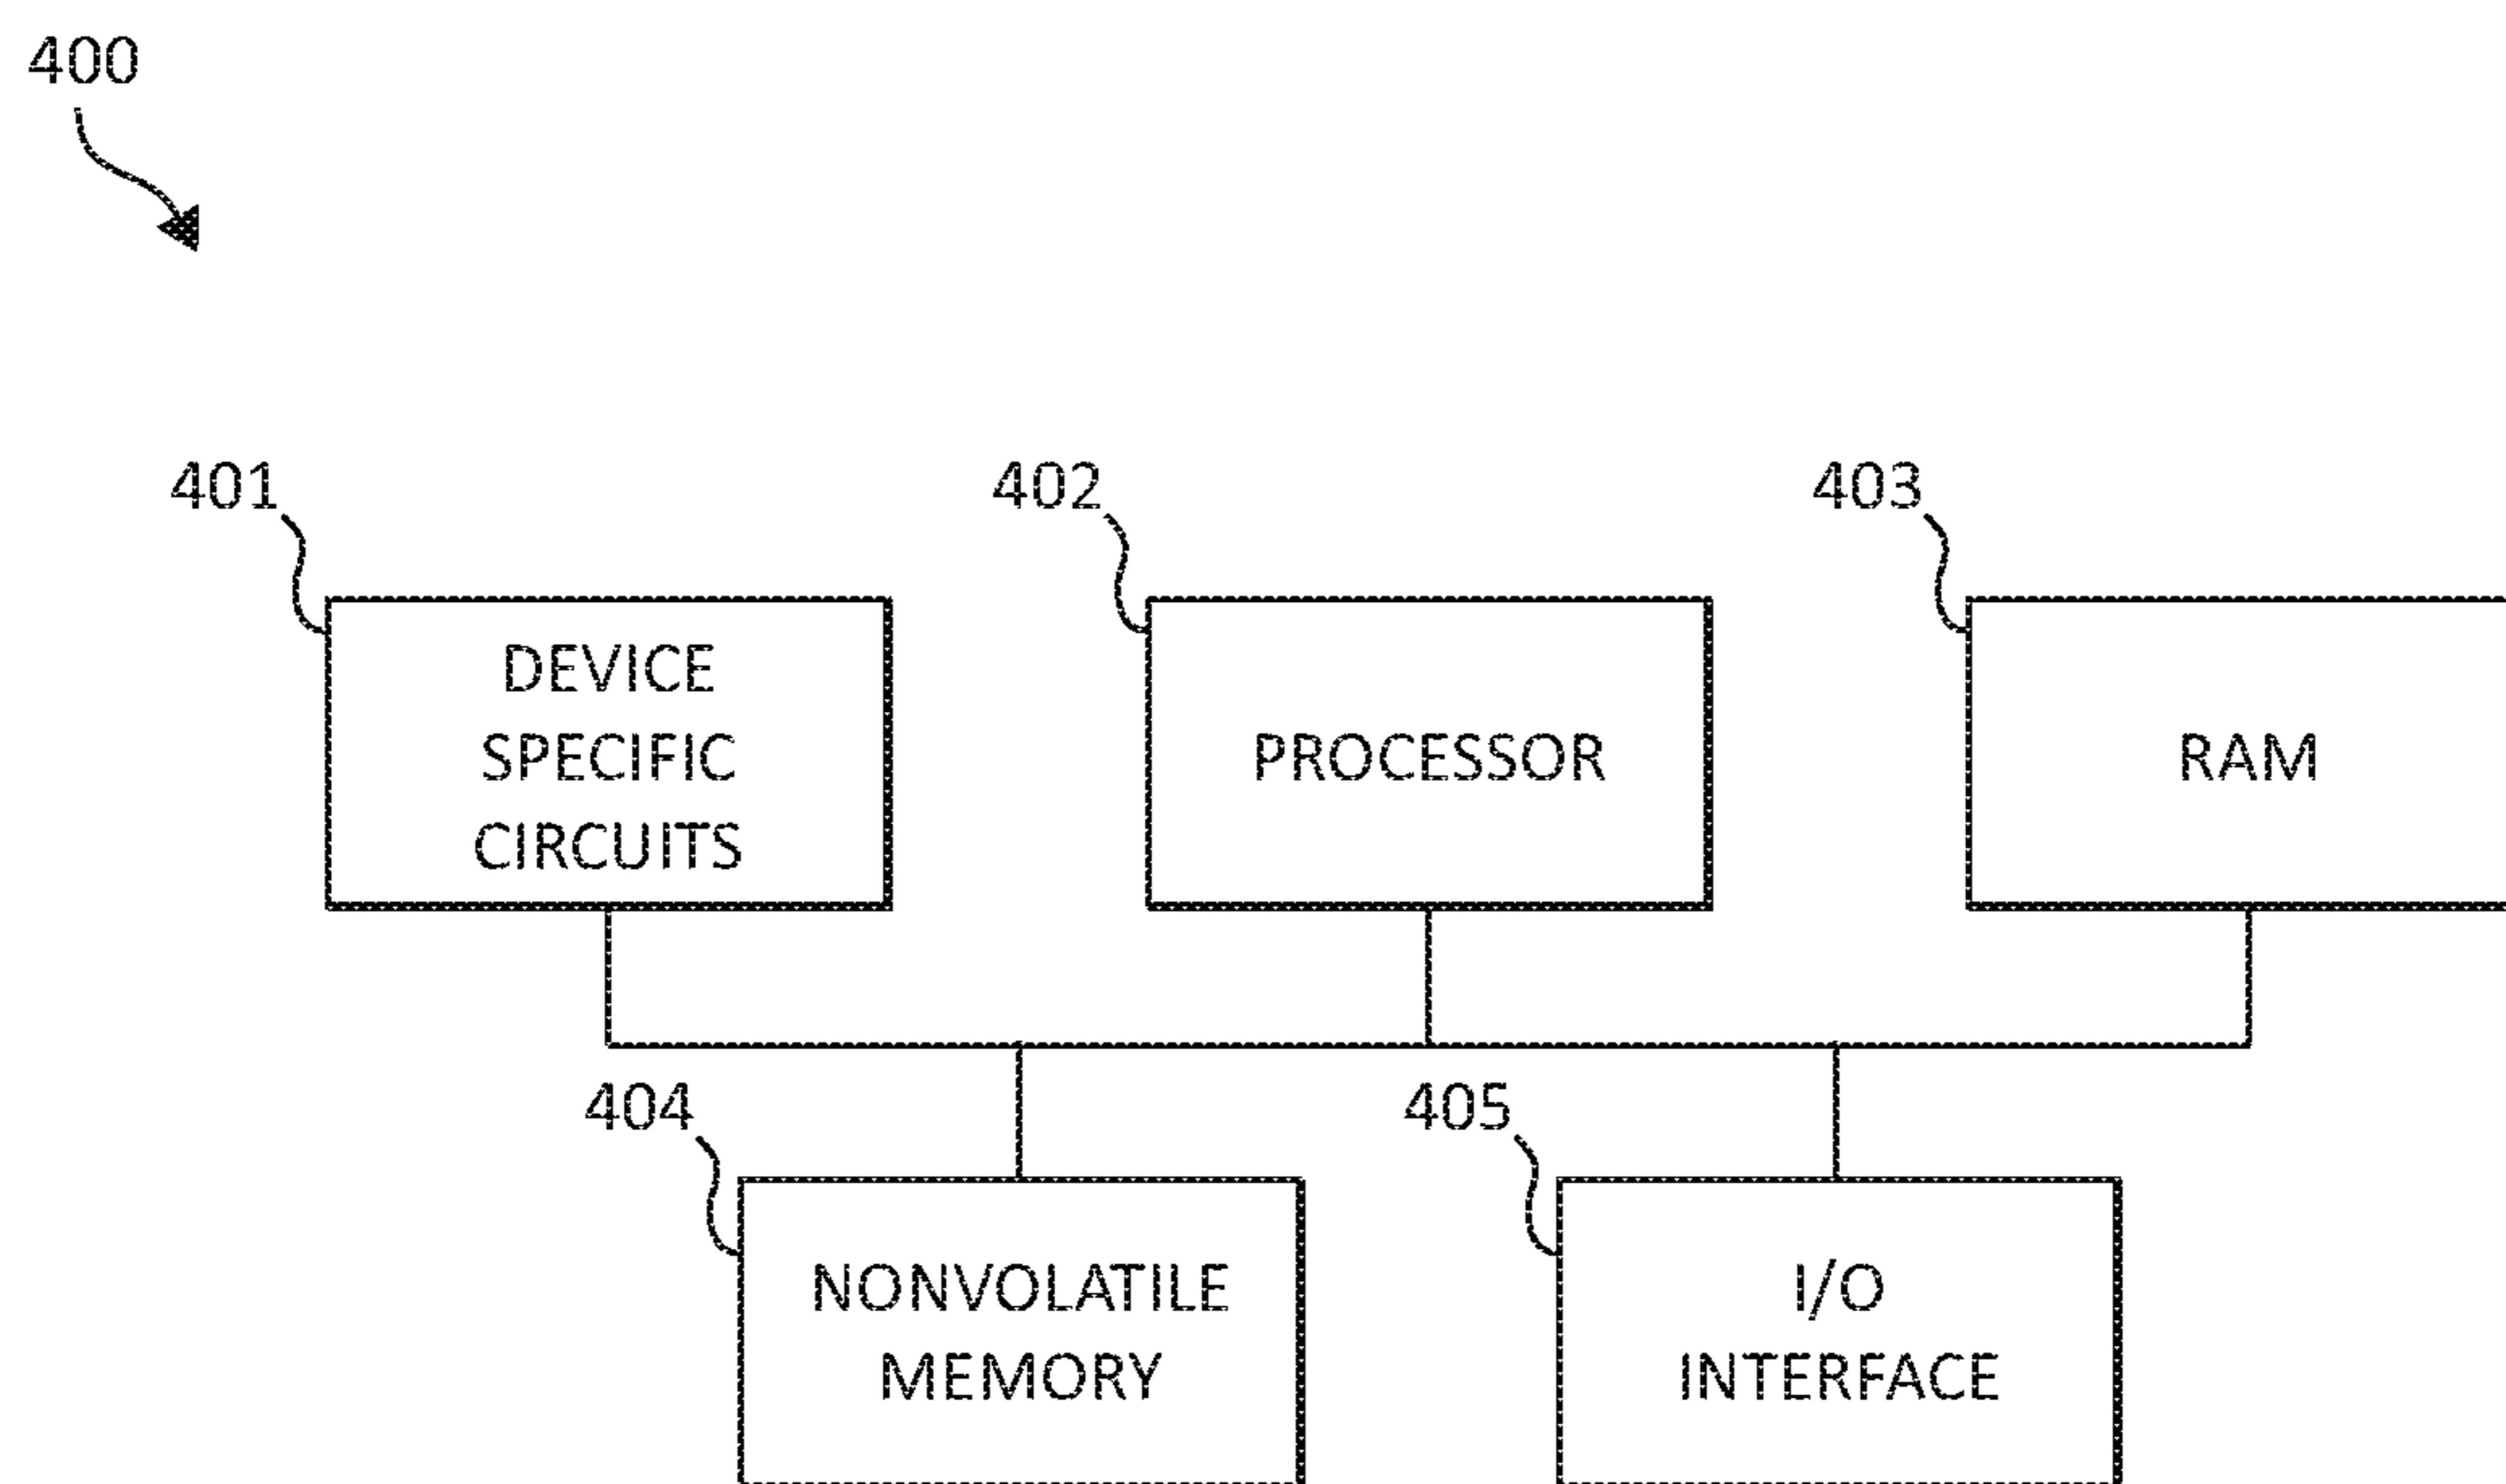 400
401
402
403
DEVICE
SPECIFIC
CIRCUITS
PROCESSOR
RAM
404
405
NONVOLATILE
MEMORY
I/O
INTERFACE